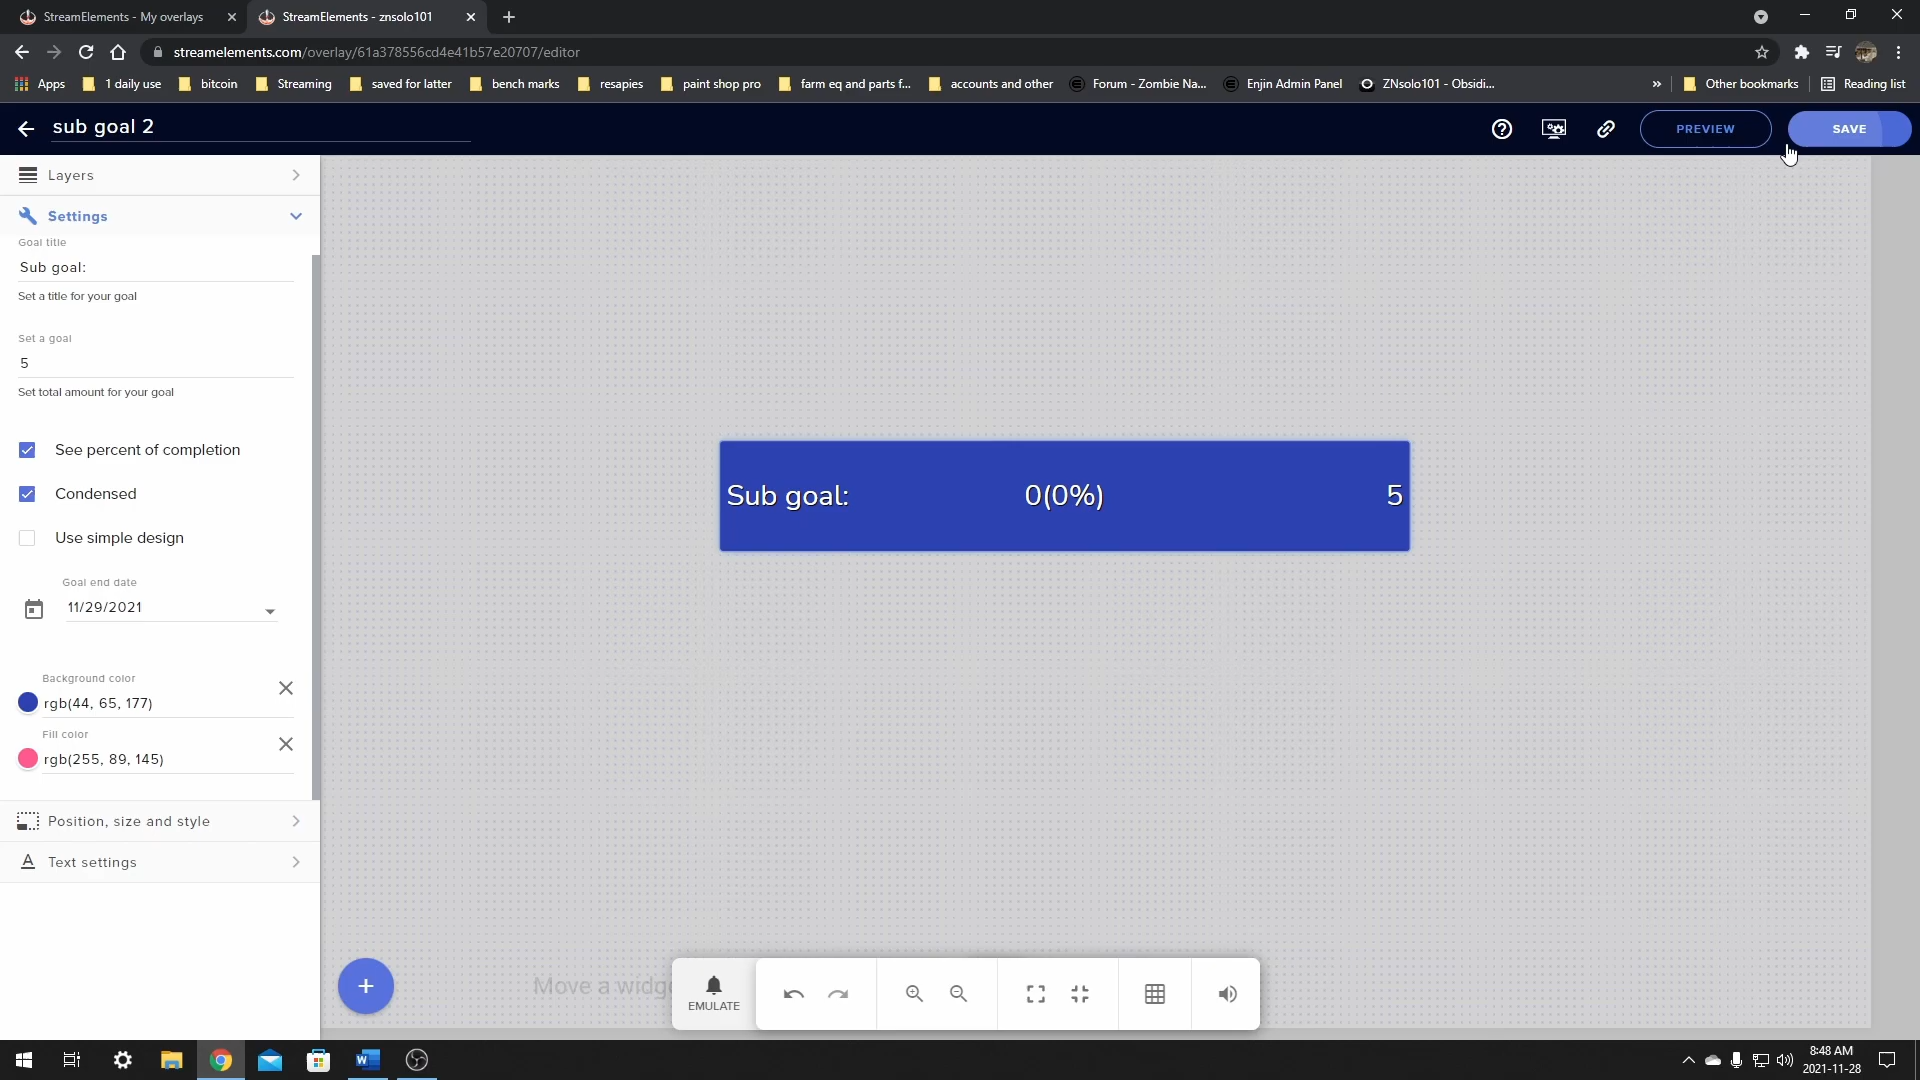 StreamElements - My overlays
StreamElements - znsolo101
streamelements.com/overlay/61a378556cd4e41b57e20707/editor
Apps
1 daily use
bitcoin
Streaming
saved for latter
bench marks
resapies
paint shop pro
farm eq and parts f...
accounts and other
Forum - Zombie Na...
Enjin Admin Panel
ZNsolo101 - Obsidi...
»
Other bookmarks
Reading list
sub goal 2
PREVIEW
SAVE
Layers
Settings
Goal title
Sub goal:
Set a title for your goal
Set a goal
5
Set total amount for your goal
See percent of completion
Condensed
Use simple design
Goal end date
11/29/2021
Background color
rgb(44, 65, 177)
Fill color
rgb(255, 89, 145)
Position, size and style
Text settings
Sub goal: 0(0%) 5
Move a widg
EMULATE
8:48 AM
2021-11-28